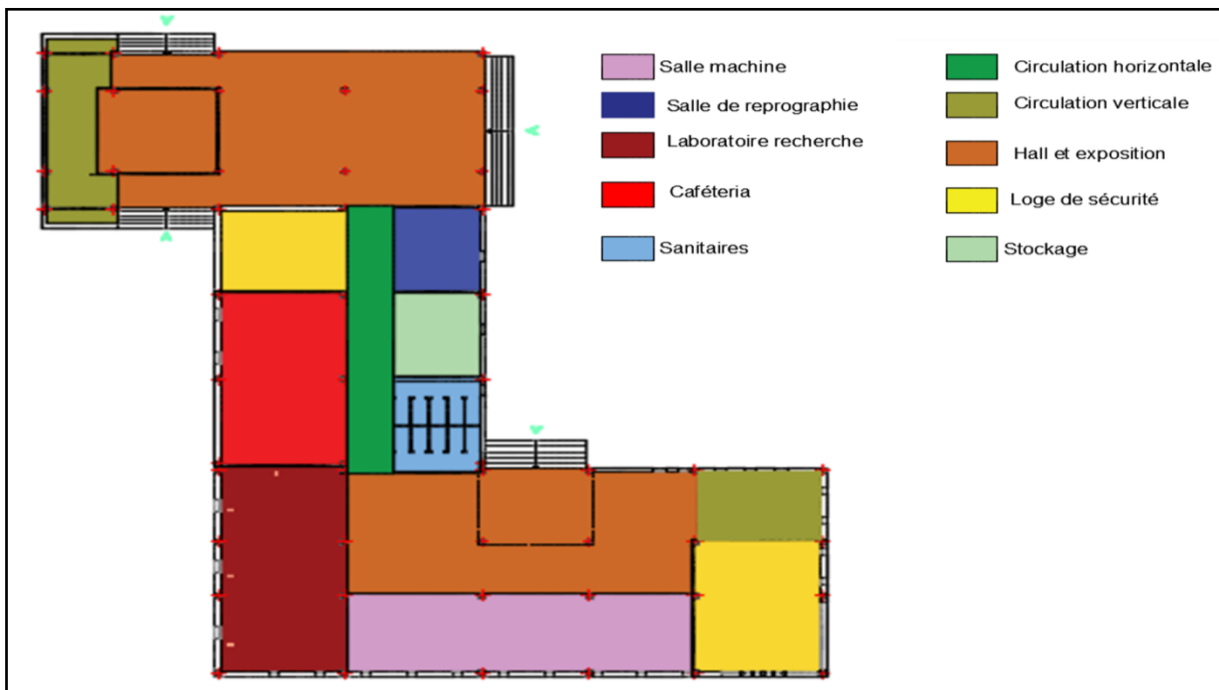 Salle machine
Salle de reprographie
Laboratoire recherche
Caféteria
Sanitaires
Circulation horizontale
Circulation verticale
Hall et exposition
Loge de sécurité
Stockage